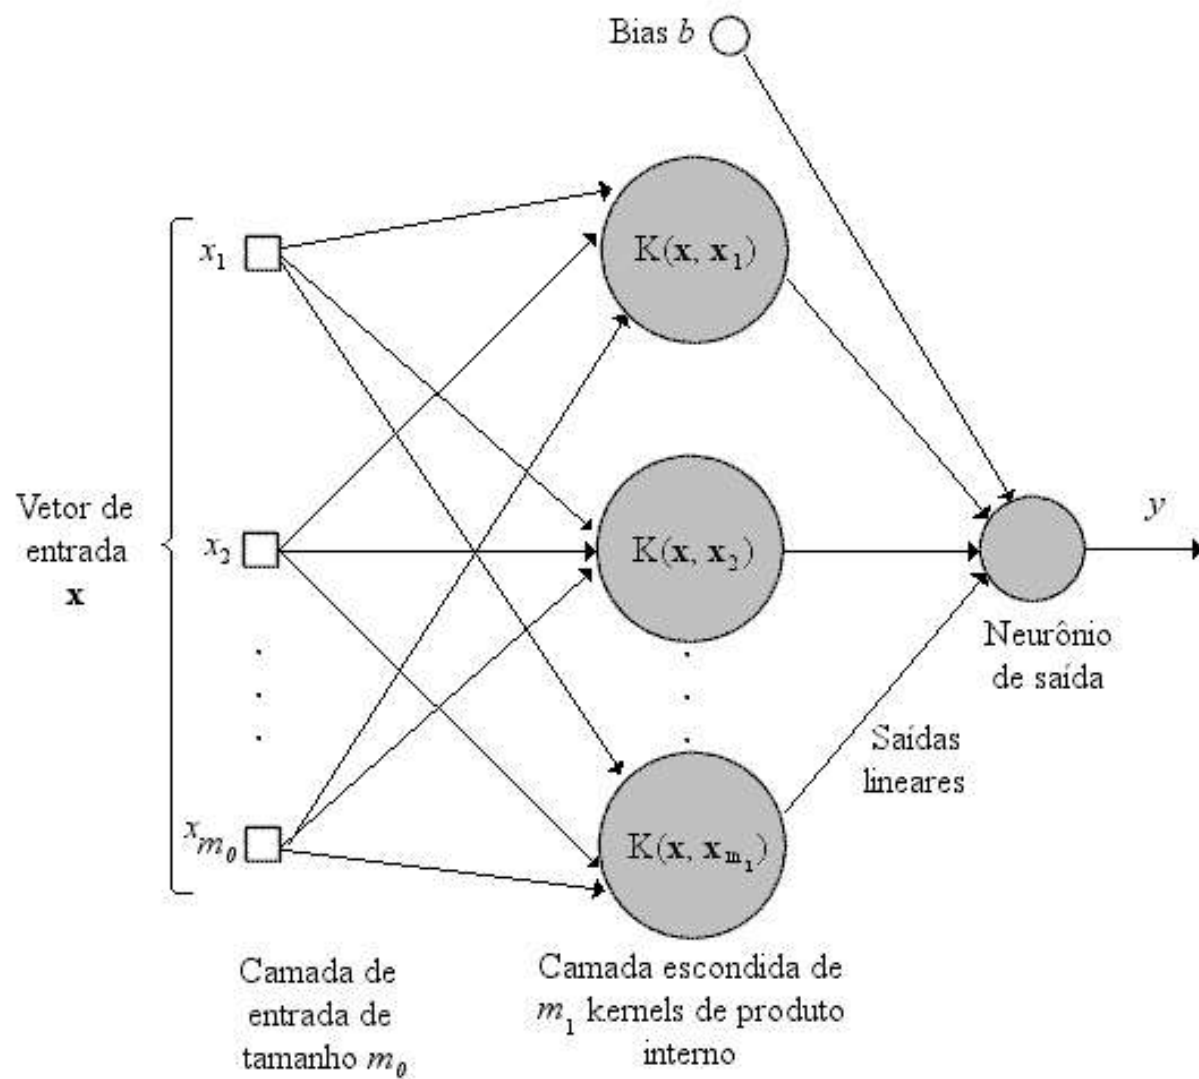 Bias b
x₁
K(x, x₁)
Vetor de
entrada
x
x₂
K(x, x₂)
y
Neurônio
de saída
Saídas
lineares
xₘ₀
K(x, xₘ₁)
Camada de
entrada de
tamanho m₀
Camada escondida de
m₁ kernels de produto
interno